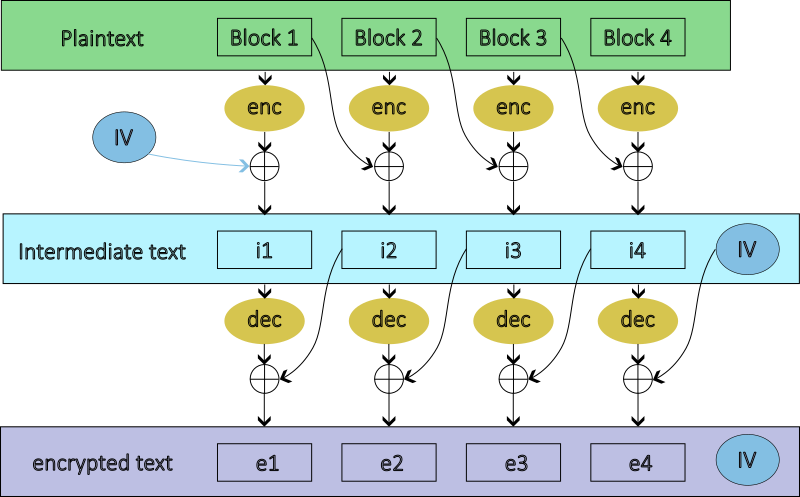 Plaintext Block 1 Block 2 Block 3 Block 4
enc enc enc enc
IV
Intermediate text i1 i2 i3 i4 IV
dec dec dec dec
encrypted text e1 e2 e3 e4 IV